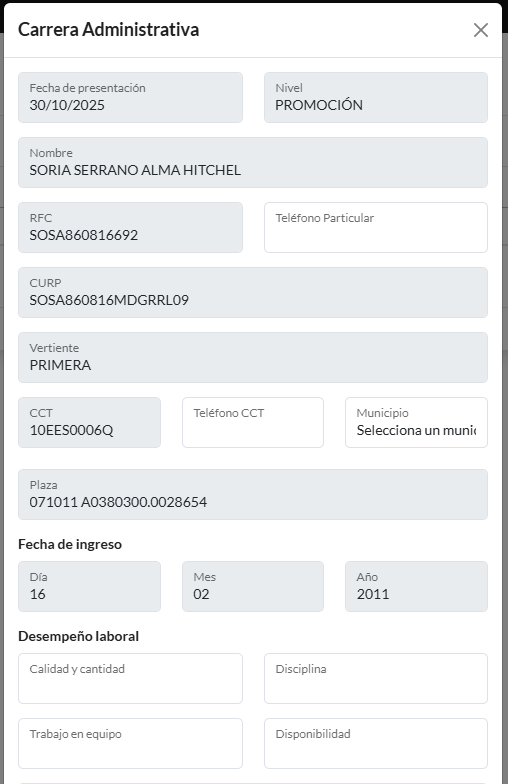 Carrera Administrativa
Fecha de presentación
30/10/2025
Nivel
PROMOCIÓN
Nombre
SORIA SERRANO ALMA HITCHEL
RFC
SOSA860816692
Teléfono Particular
CURP
SOSA860816MDGRRL09
Vertiente
PRIMERA
CCT
10EES0006Q
Teléfono CCT
Municipio
Selecciona un munic
Plaza
071011 A0380300.0028654
Fecha de ingreso
Día
16
Mes
02
Año
2011
Desempeño laboral
Calidad y cantidad
Disciplina
Trabajo en equipo
Disponibilidad